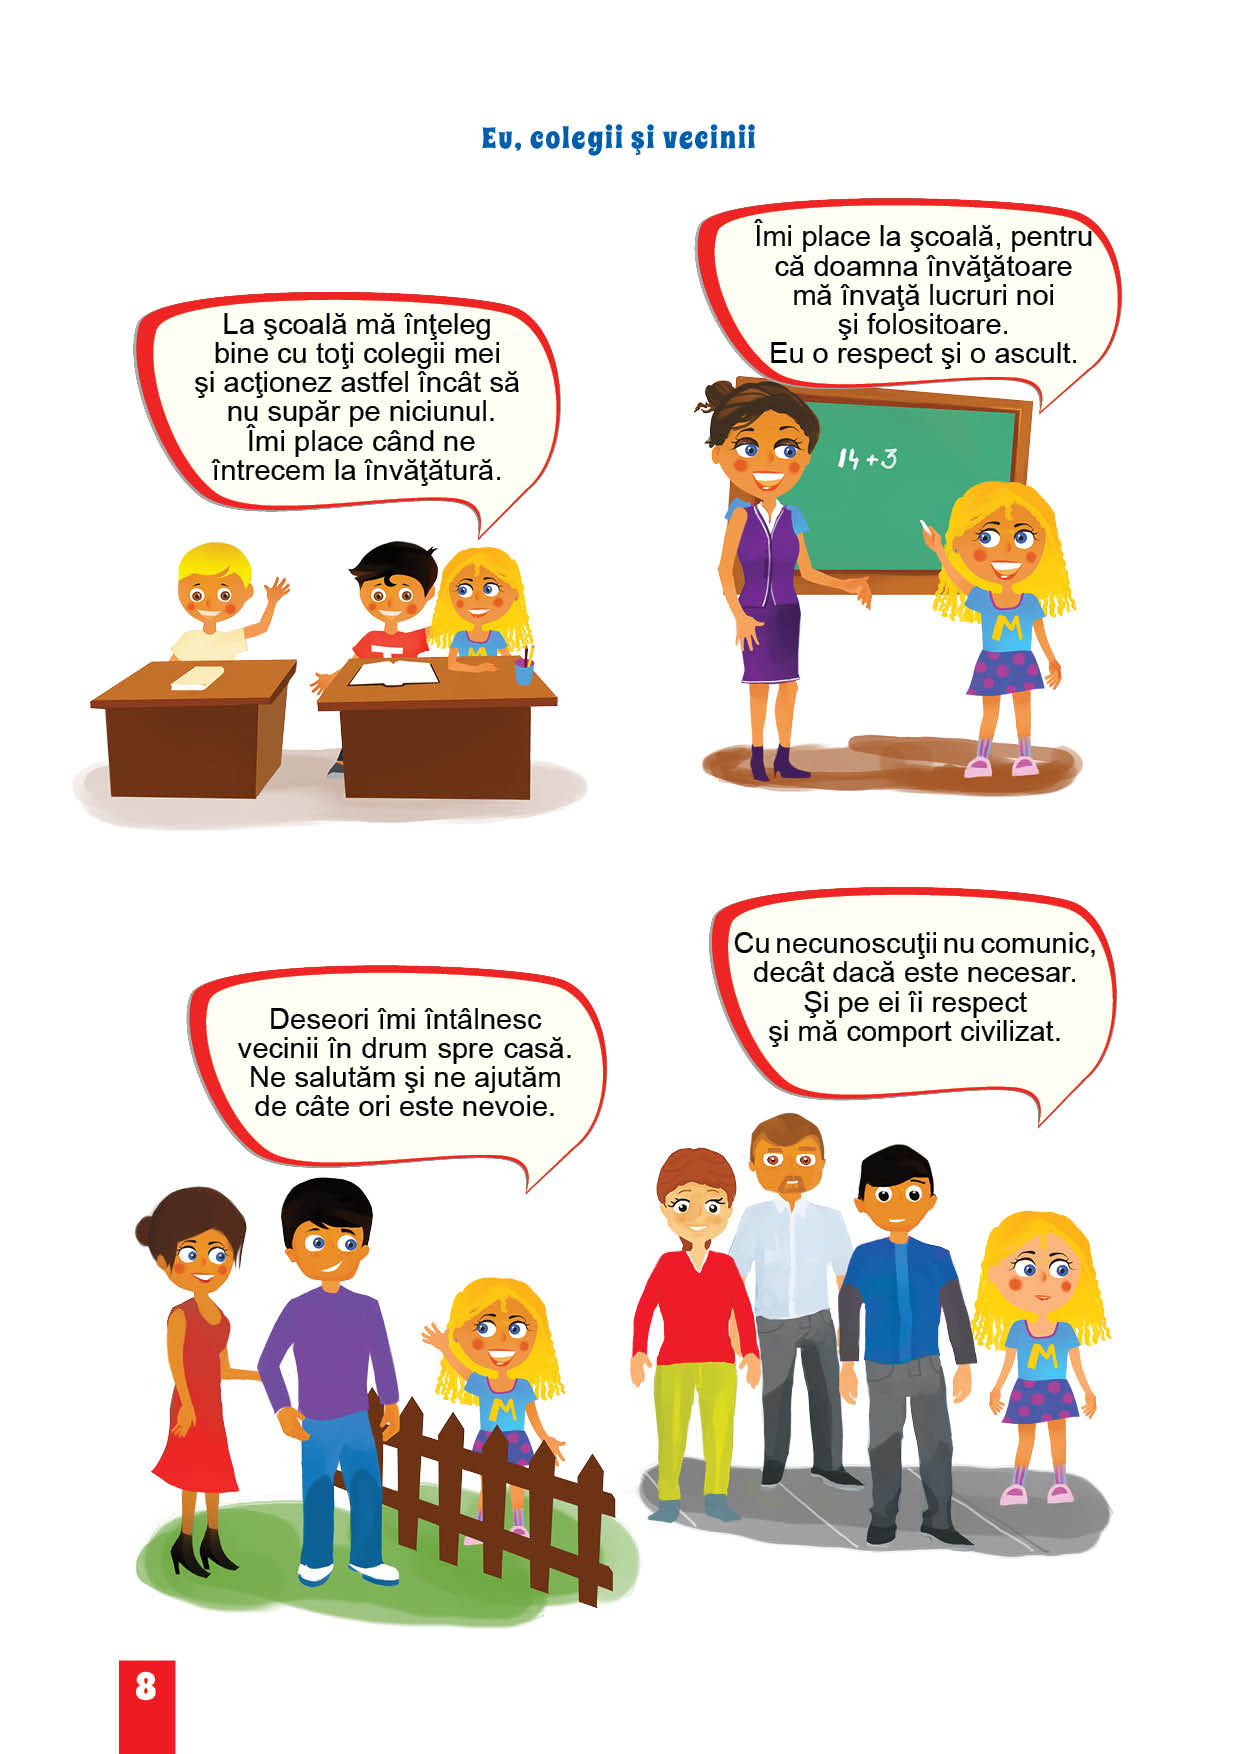 Eu, colegii şi vecinii
La şcoală mă înţeleg
bine cu toţi colegii mei
şi acţionez astfel încât să
nu supăr pe niciunul.
Îmi place când ne
întrecem la învăţătură.
Îmi place la şcoală, pentru
că doamna învăţătoare
mă învaţă lucruri noi
şi folositoare.
Eu o respect şi o ascult.
14+3
T
M
M
Deseori îmi întâlnesc
vecinii în drum spre casă.
Ne salutăm şi ne ajutăm
de câte ori este nevoie.
Cu necunoscuţii nu comunic,
decât dacă este necesar.
Şi pe ei îi respect
şi mă comport civilizat.
M
M
8